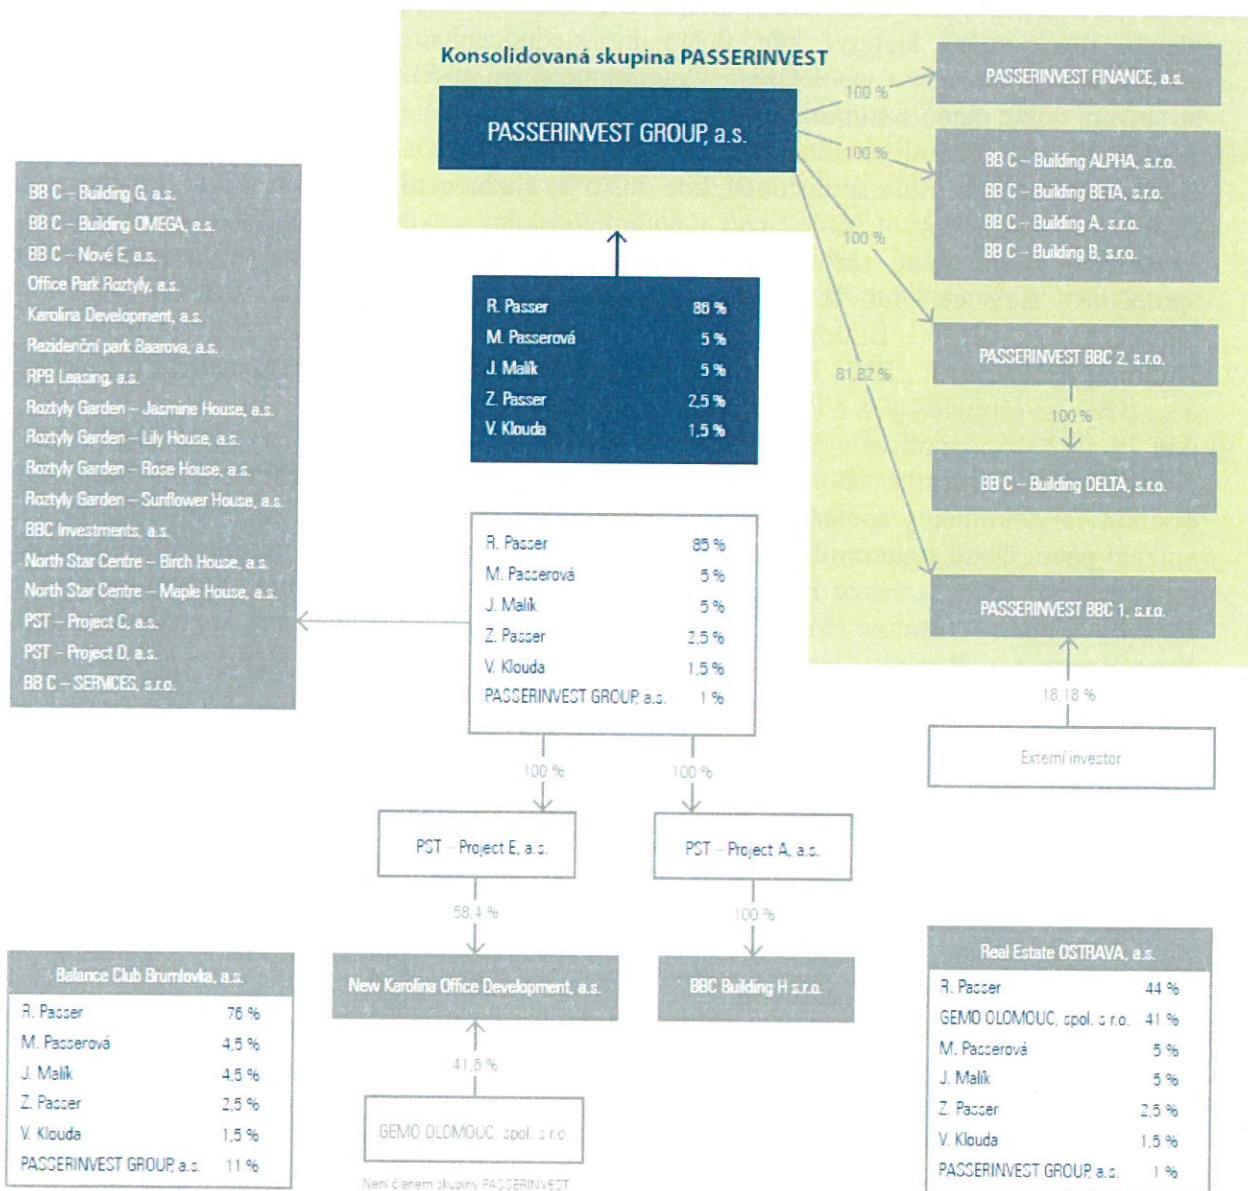 Konsolidovaná skupina PASSERINVEST
PASSERINVEST GROUP, a.s.
100 %
PASSERINVEST FINANCE, a.s.
100 %
BB C – Building ALPHA, s.r.o.
BB C – Building BETA, s.r.o.
BB C – Building A, s.r.o.
BB C – Building B, s.r.o.
100 %
PASSERINVEST BBC 2, s.r.o.
100 %
BB C – Building DELTA, s.r.o.
81,82 %
PASSERINVEST BBC 1, s.r.o.
18,18 %
Externí investor
R. Passer 86 %
M. Passerová 5 %
J. Malík 5 %
Z. Passer 2,5 %
V. Klouda 1,5 %
BB C – Building G, a.s.
BB C – Building OMEGA, a.s.
BB C – Nové E, a.s.
Office Park Roztyly, a.s.
Karolina Development, a.s.
Rezidenční park Baarova, a.s.
RPB Leasing, a.s.
Roztyly Garden – Jasmine House, a.s.
Roztyly Garden – Lily House, a.s.
Roztyly Garden – Rose House, a.s.
Roztyly Garden – Sunflower House, a.s.
BBC Investments, a.s.
North Star Centre – Birch House, a.s.
North Star Centre – Maple House, a.s.
PST – Project C, a.s.
PST – Project D, a.s.
BB C – SERVICES, s.r.o.
R. Passer 85 %
M. Passerová 5 %
J. Malík 5 %
Z. Passer 2,5 %
V. Klouda 1,5 %
PASSERINVEST GROUP, a.s. 1 %
100 %
100 %
PST – Project E, a.s.
PST – Project A, a.s.
58,4 %
100 %
New Karolina Office Development, a.s.
BBC Building H s.r.o.
41,6 %
GEMO OLOMOUC, spol. s r.o.
Není členem skupiny PASSERINVEST
Balance Club Brumlovka, a.s.
R. Passer 76 %
M. Passerová 4,5 %
J. Malík 4,5 %
Z. Passer 2,5 %
V. Klouda 1,5 %
PASSERINVEST GROUP, a.s. 11 %
Real Estate OSTRAVA, a.s.
R. Passer 44 %
GEMO OLOMOUC, spol. s r.o. 41 %
M. Passerová 5 %
J. Malík 5 %
Z. Passer 2,5 %
V. Klouda 1,5 %
PASSERINVEST GROUP, a.s. 1 %